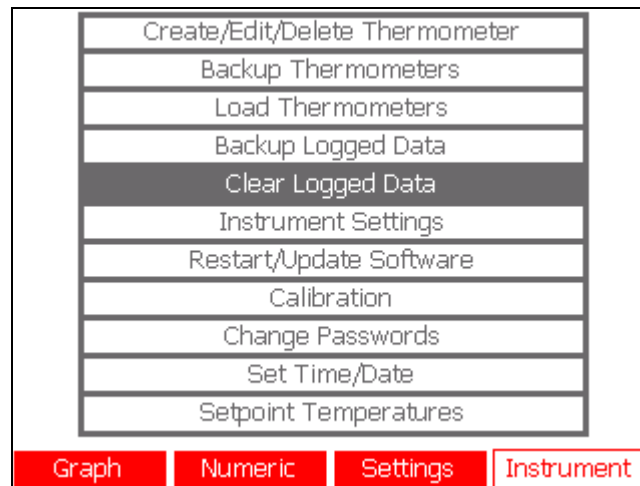 Create/Edit/Delete Thermometer
Backup Thermometers
Load Thermometers
Backup Logged Data
Clear Logged Data
Instrument Settings
Restart/Update Software
Calibration
Change Passwords
Set Time/Date
Setpoint Temperatures
Graph Numeric Settings Instrument